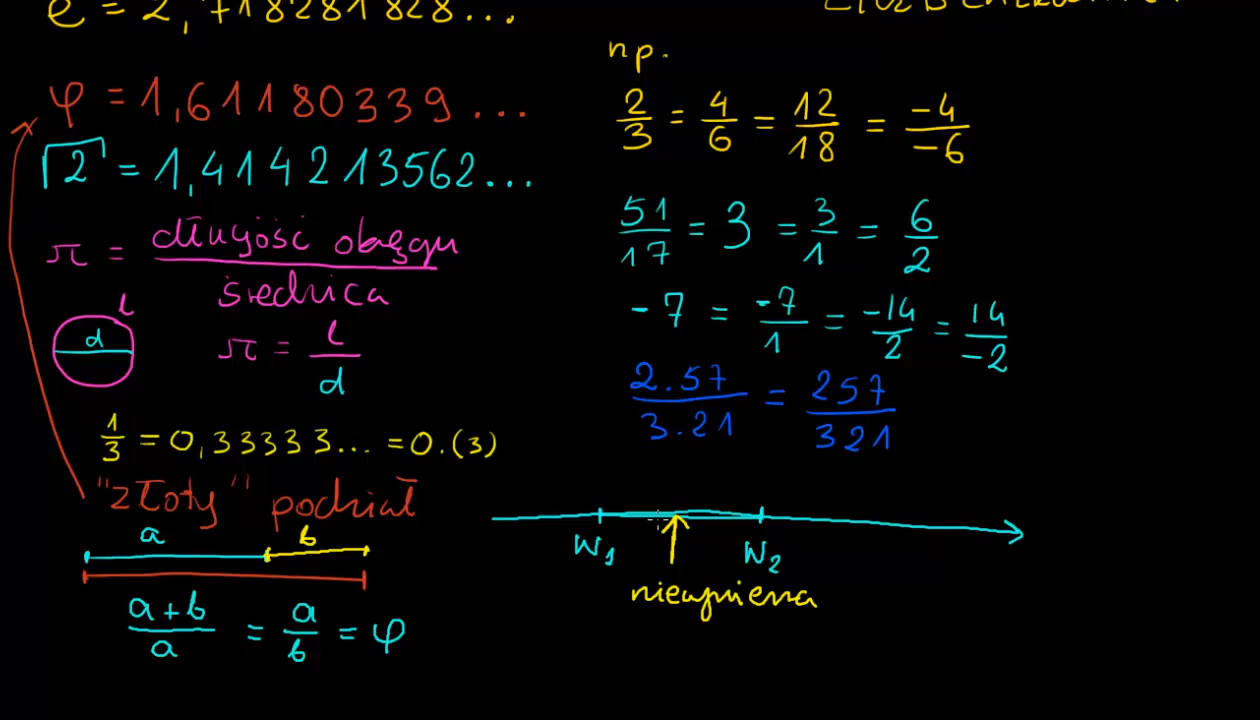 e = 2,718281828...
φ = 1,61180339...
√2 = 1,414213562...
π = długość okręgu / średnica
l
d
π = l/d
1/3 = 0,33333... = 0.(3)
"złoty" podział
a b
(a+b)/a = a/b = φ
np.
2/3 = 4/6 = 12/18 = -4/-6
51/17 = 3 = 3/1 = 6/2
-7 = -7/1 = -14/2 = 14/-2
2.57/3.21 = 257/321
W1 W2